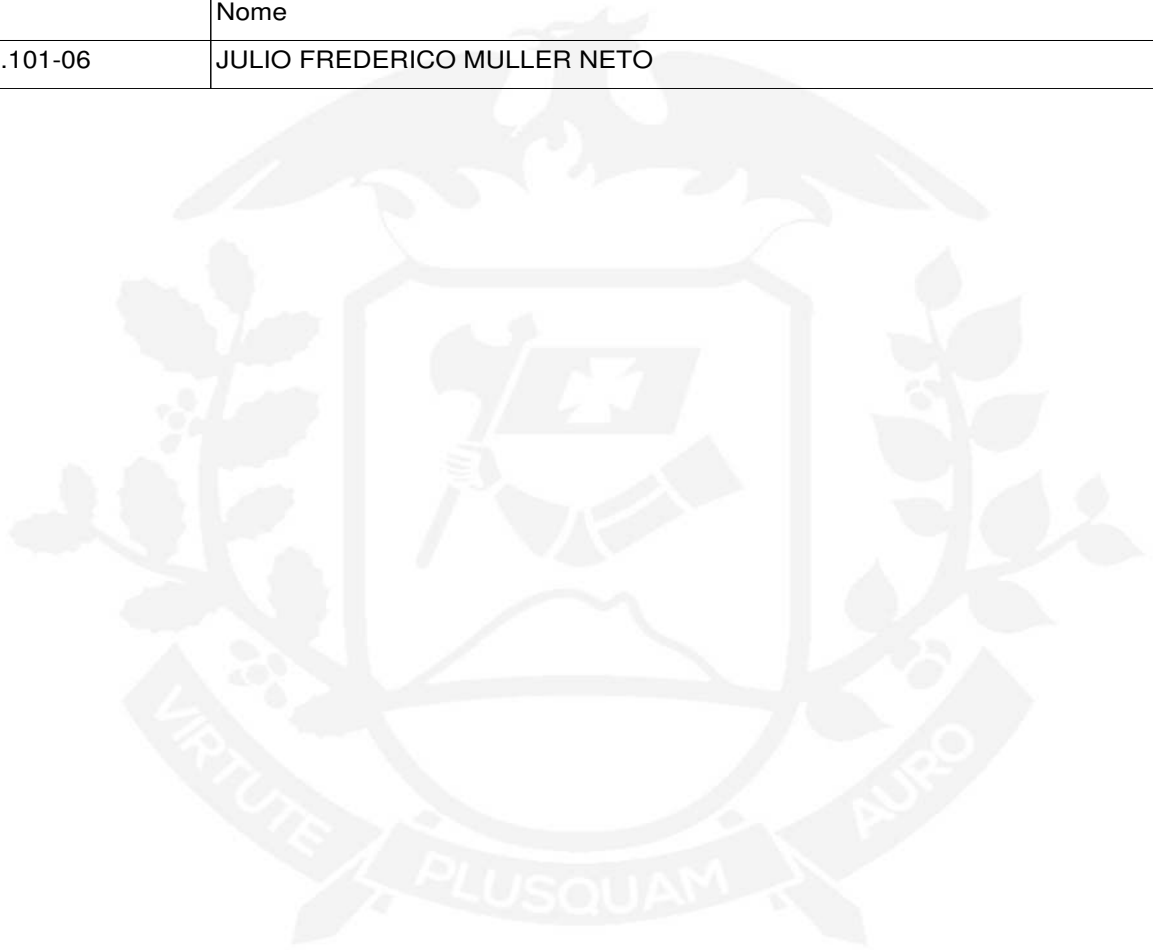 Nome
.101-06 JULIO FREDERICO MULLER NETO
VIRTUTE
PLUSQUAM
AURO